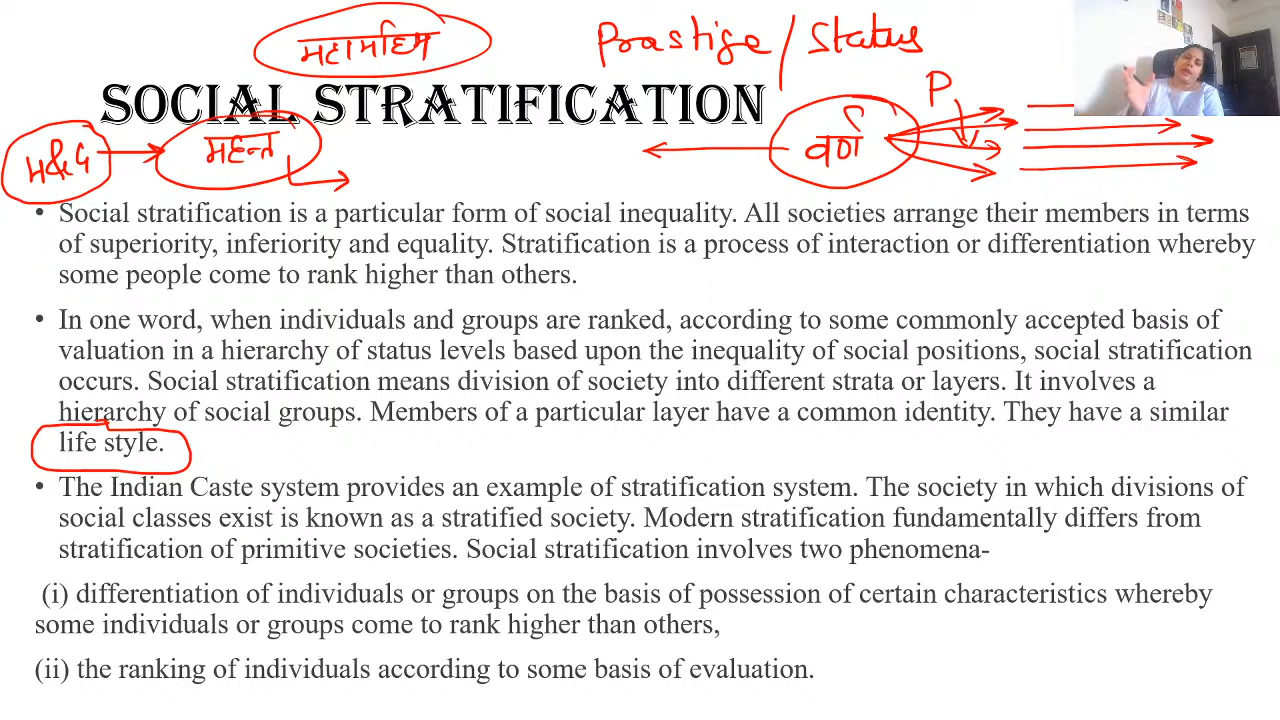 महामहिम
Prastige / Status
SOCIAL STRATIFICATION
P
महन्त
वर्ण
• Social stratification is a particular form of social inequality. All societies arrange their members in terms
of superiority, inferiority and equality. Stratification is a process of interaction or differentiation whereby
some people come to rank higher than others.
• In one word, when individuals and groups are ranked, according to some commonly accepted basis of
valuation in a hierarchy of status levels based upon the inequality of social positions, social stratification
occurs. Social stratification means division of society into different strata or layers. It involves a
hierarchy of social groups. Members of a particular layer have a common identity. They have a similar
life style.
• The Indian Caste system provides an example of stratification system. The society in which divisions of
social classes exist is known as a stratified society. Modern stratification fundamentally differs from
stratification of primitive societies. Social stratification involves two phenomena-
(i) differentiation of individuals or groups on the basis of possession of certain characteristics whereby
some individuals or groups come to rank higher than others,
(ii) the ranking of individuals according to some basis of evaluation.